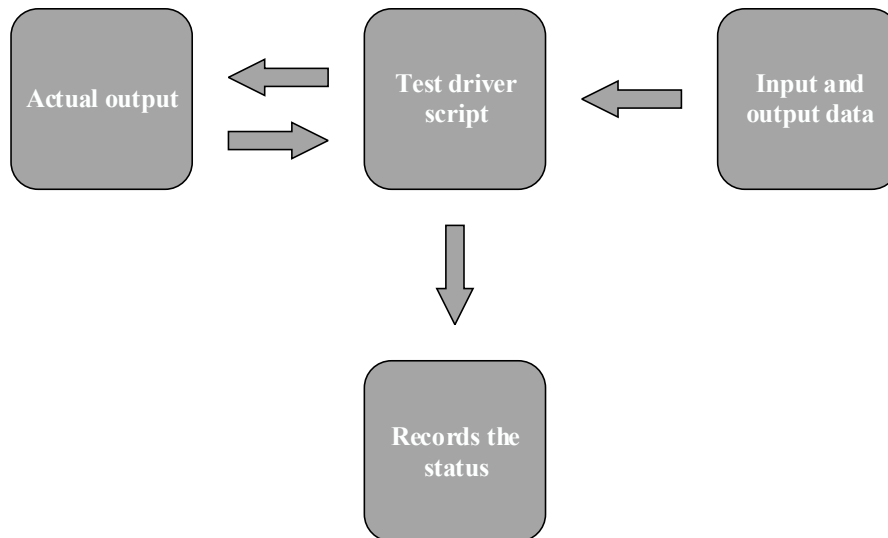 Actual output
Test driver
script
Input and
output data
Records the
status